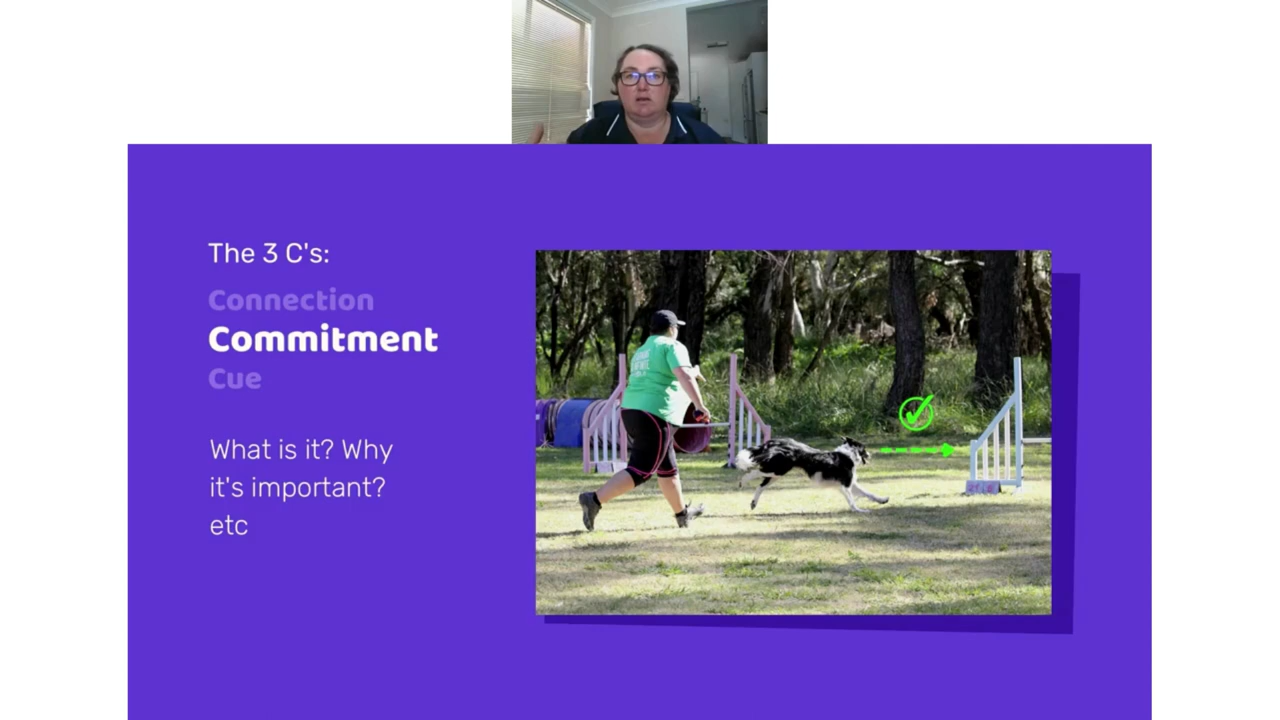 The 3 C's:
Connection
Commitment
Cue
What is it? Why
it's important?
etc